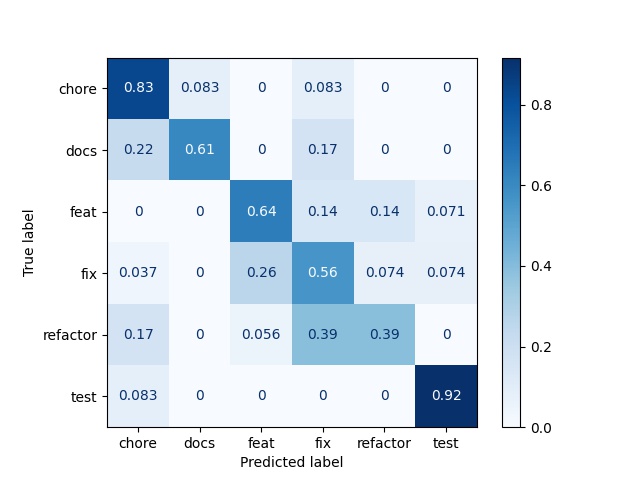 chore 0.83 0.083 0 0.083 0 0
docs 0.22 0.61 0 0.17 0 0
feat 0 0 0.64 0.14 0.14 0.071
fix 0.037 0 0.26 0.56 0.074 0.074
refactor 0.17 0 0.056 0.39 0.39 0
test 0.083 0 0 0 0 0.92
chore docs feat fix refactor test
Predicted label
True label
0.8
0.6
0.4
0.2
0.0